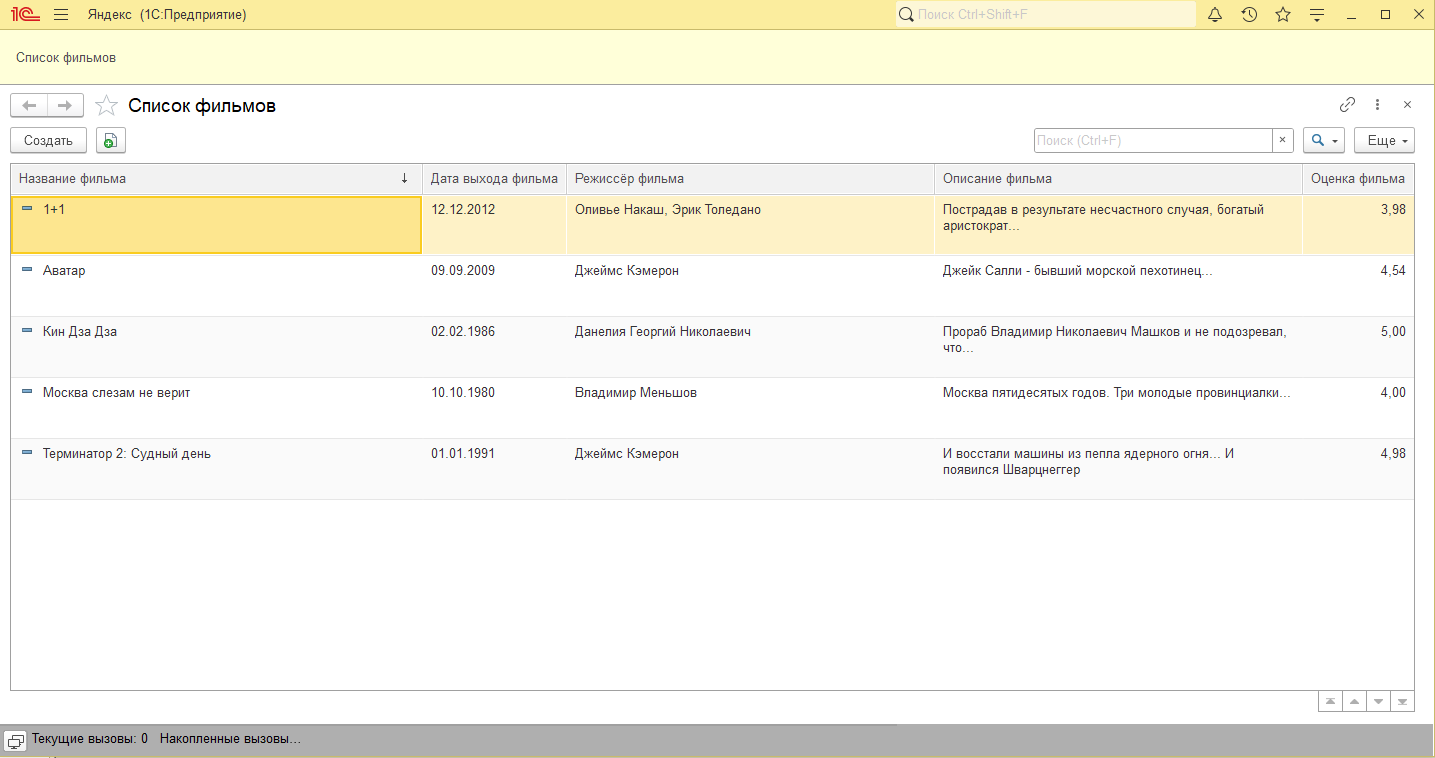 1С Яндекс (1С:Предприятие) Поиск Ctrl+Shift+F
Список фильмов
Список фильмов
Создать Поиск (Ctrl+F) × Еще
Название фильма ↓ Дата выхода фильма Режиссёр фильма Описание фильма Оценка фильма
1+1 12.12.2012 Оливье Накаш, Эрик Толедано Пострадав в результате несчастного случая, богатый 3,98
аристократ...
Аватар 09.09.2009 Джеймс Кэмерон Джейк Салли - бывший морской пехотинец... 4,54
Кин Дза Дза 02.02.1986 Данелия Георгий Николаевич Прораб Владимир Николаевич Машков и не подозревал, 5,00
что...
Москва слезам не верит 10.10.1980 Владимир Меньшов Москва пятидесятых годов. Три молодые провинциалки... 4,00
Терминатор 2: Судный день 01.01.1991 Джеймс Кэмерон И восстали машины из пепла ядерного огня... И 4,98
появился Шварцнеггер
Текущие вызовы: 0 Накопленные вызовы...